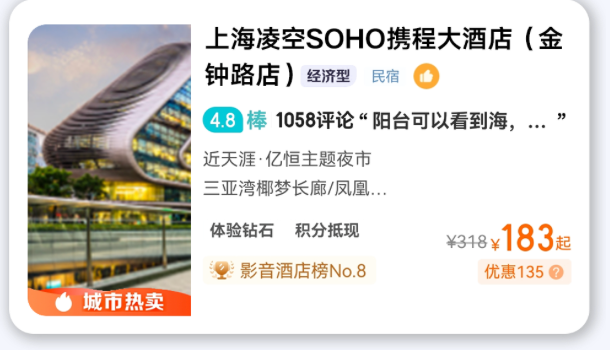 上海凌空SOHO携程大酒店（金
钟路店）经济型 民宿
4.8 棒 1058评论“阳台可以看到海，...”
近天涯·亿恒主题夜市
三亚湾椰梦长廊/凤凰...
体验钻石 积分抵现
¥318 ¥183起
影音酒店榜No.8 优惠135 ?
城市热卖